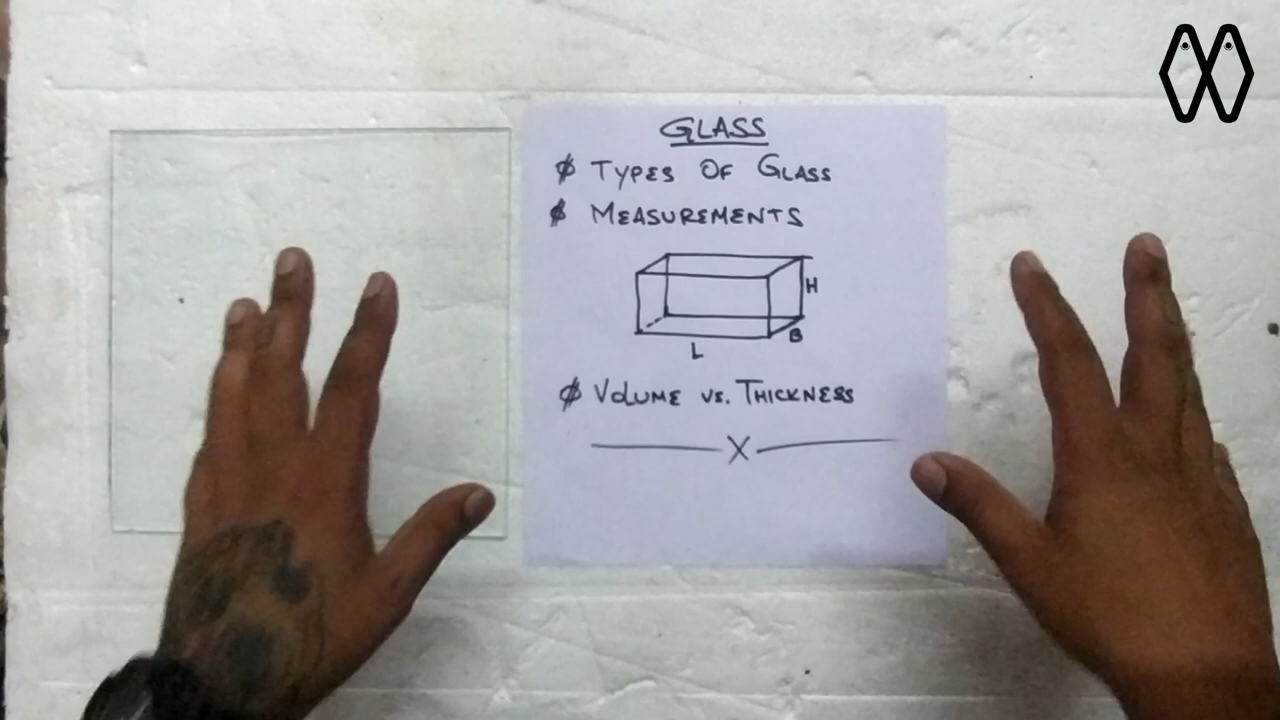 GLASS
TYPES OF GLASS
MEASUREMENTS
H
B
L
VOLUME VS. THICKNESS
X